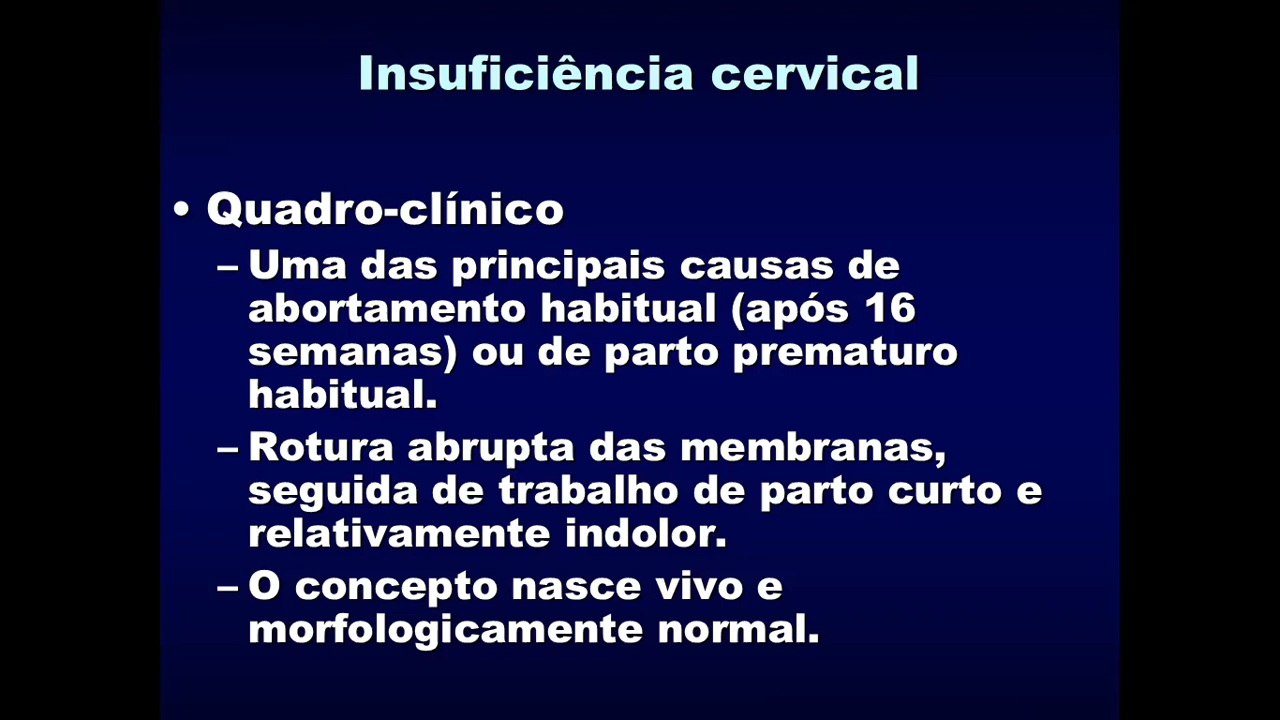 Insuficiência cervical
• Quadro-clínico
– Uma das principais causas de
abortamento habitual (após 16
semanas) ou de parto prematuro
habitual.
– Rotura abrupta das membranas,
seguida de trabalho de parto curto e
relativamente indolor.
– O concepto nasce vivo e
morfologicamente normal.